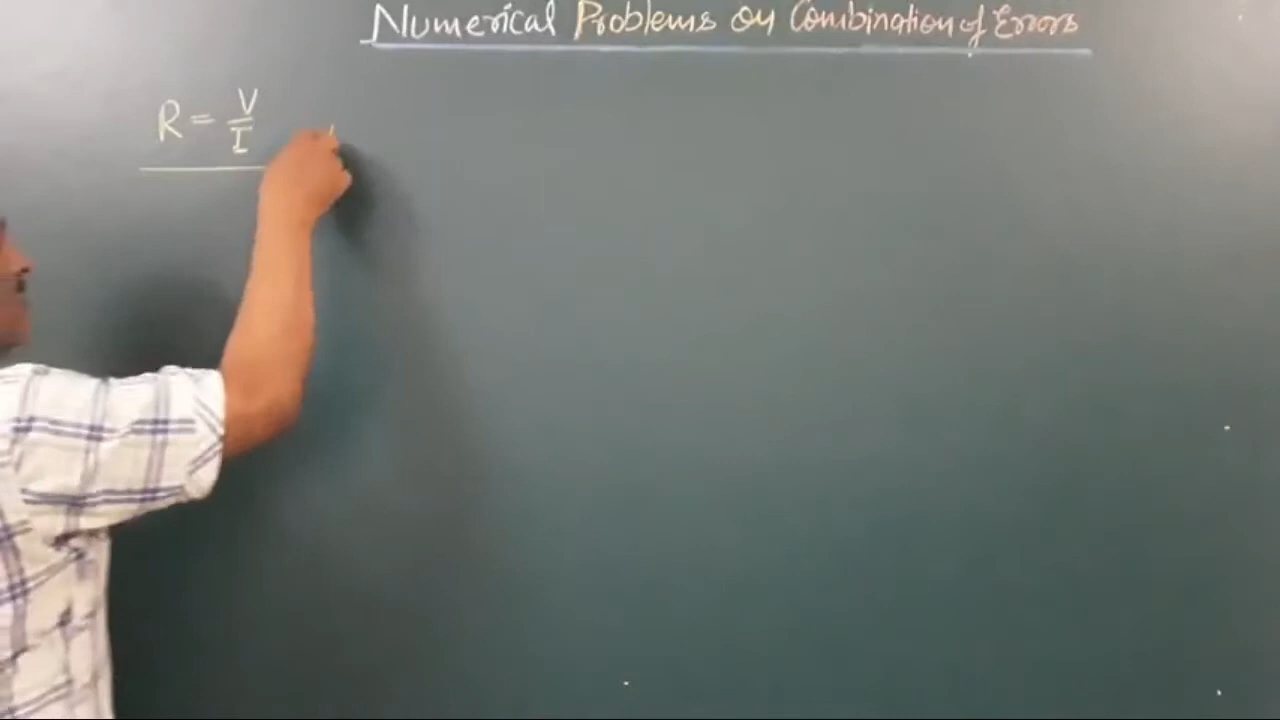 Numerical Problems on Combination of Errors
R = V/I